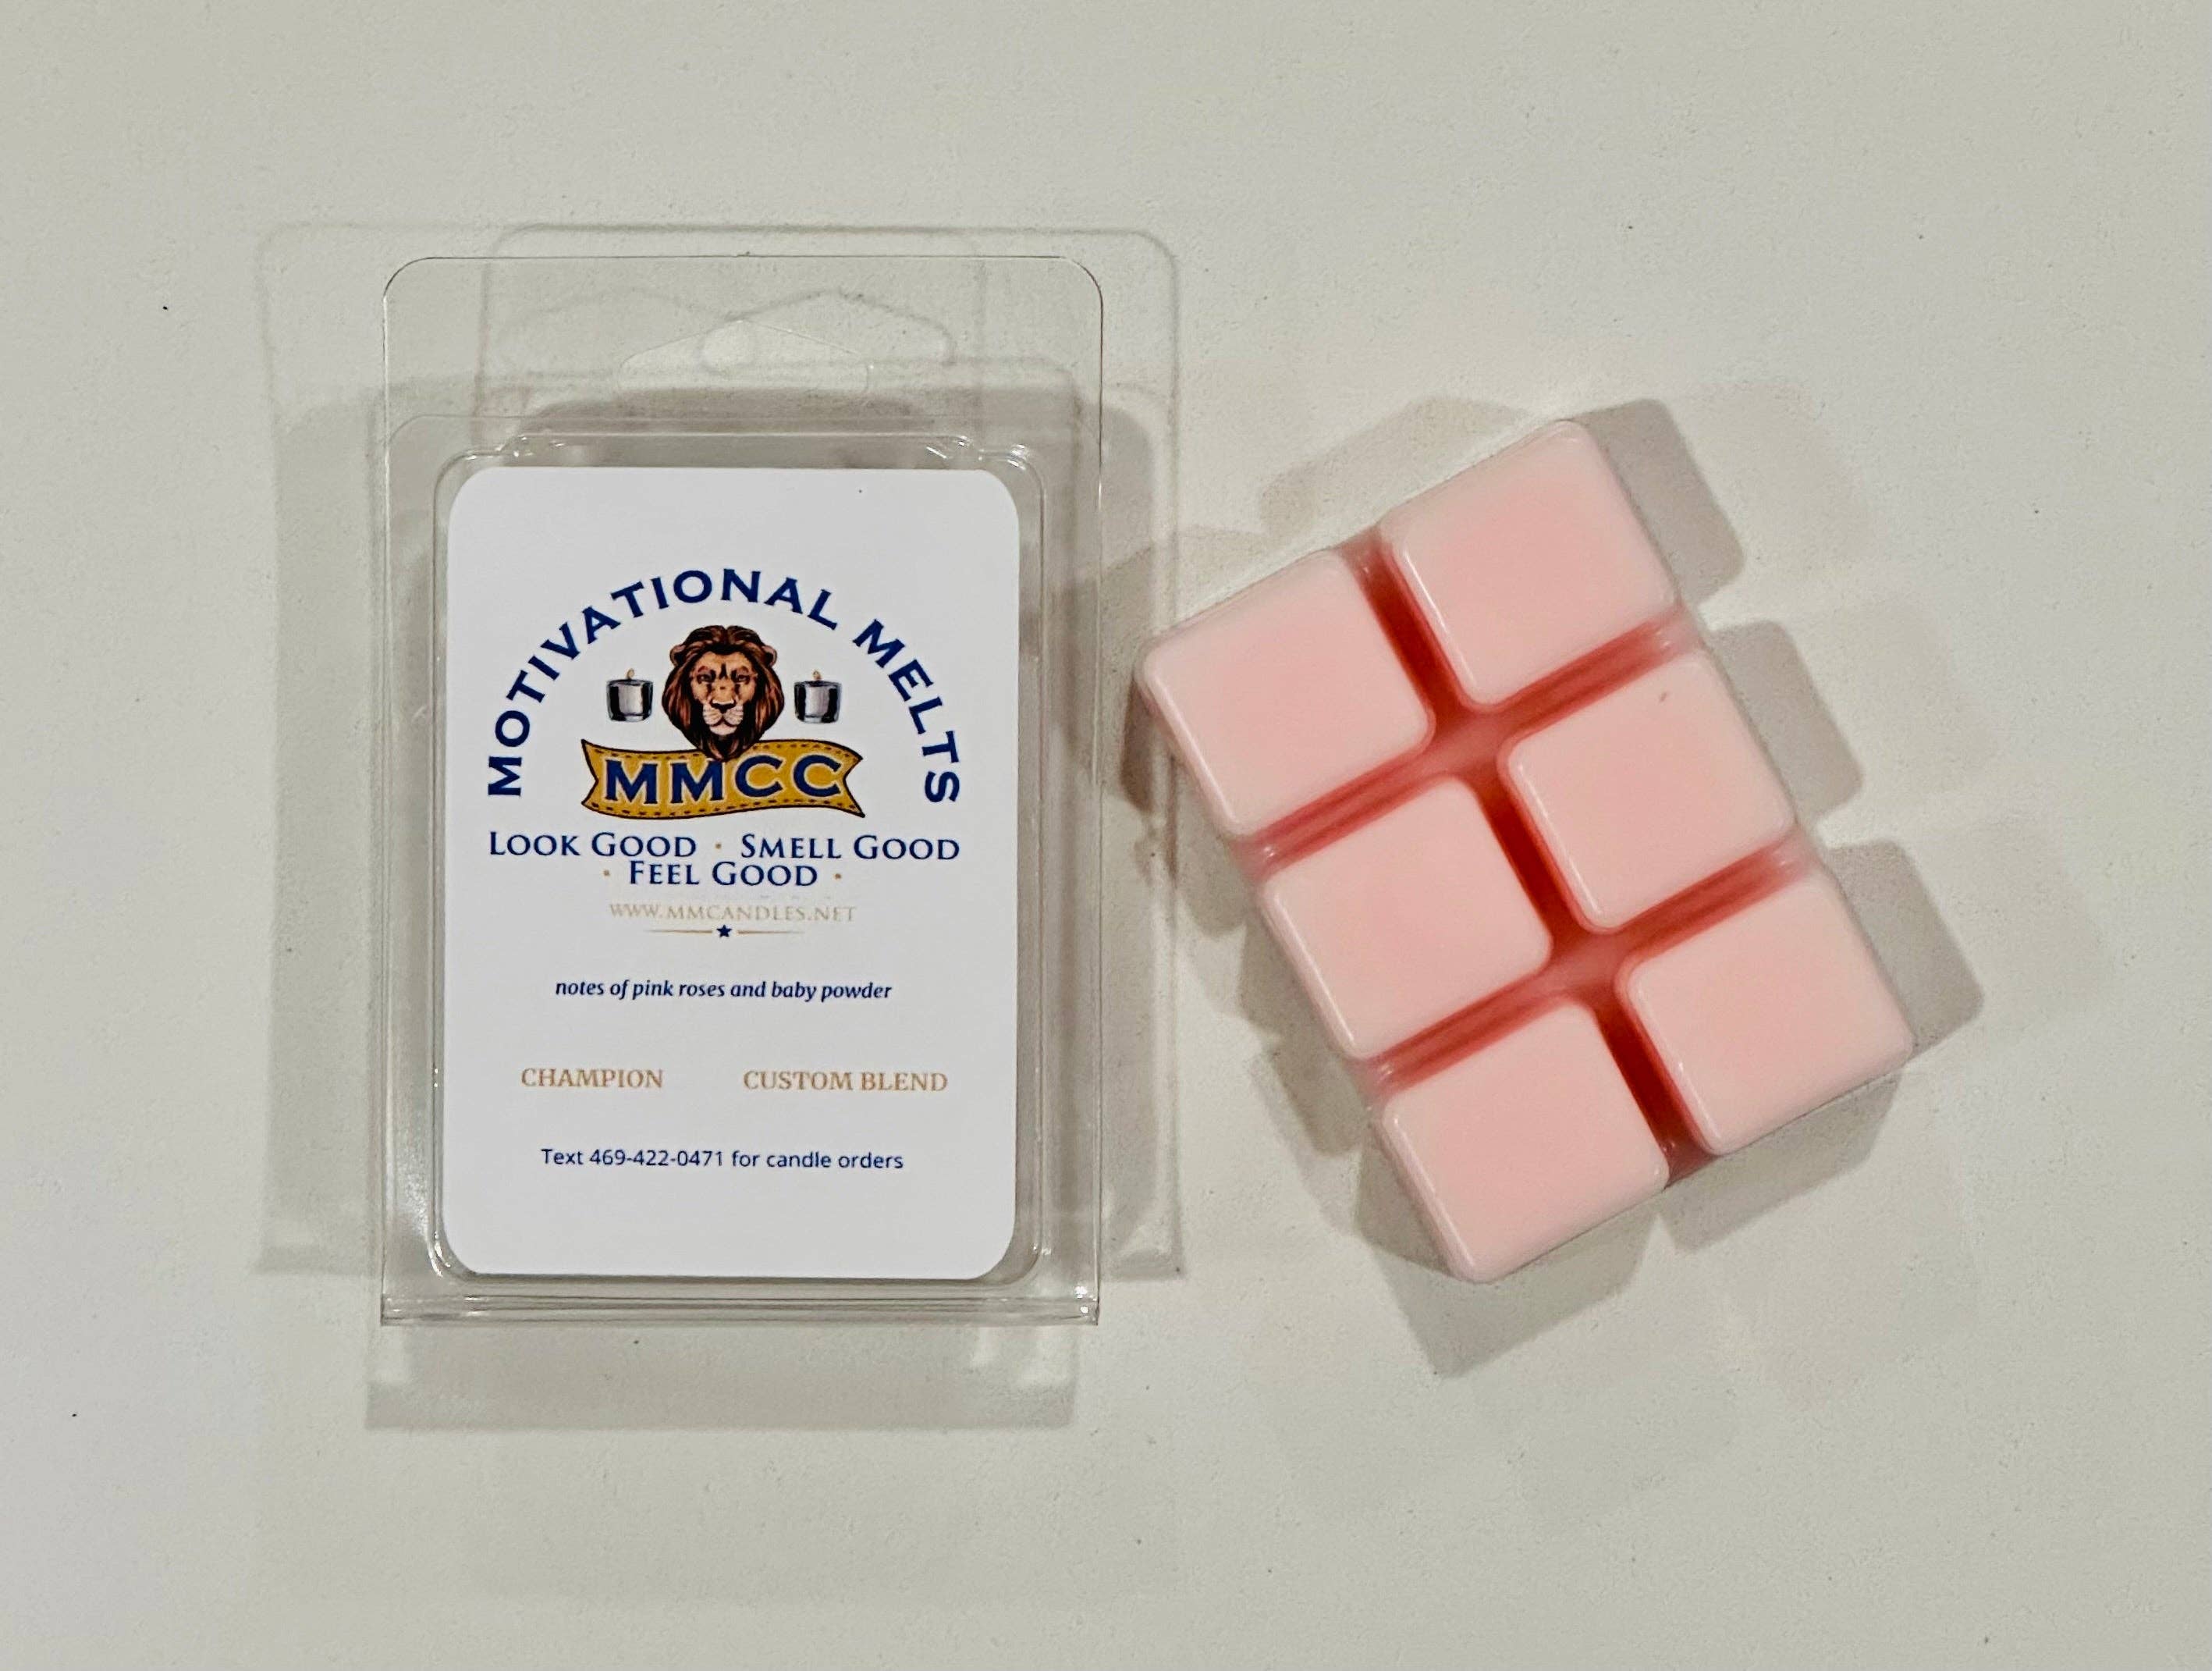 MOTIVATIONAL MELTS
MMCC
LOOK GOOD · SMELL GOOD
· FEEL GOOD ·
WWW.MMCANDLES.NET
notes of pink roses and baby powder
CHAMPION CUSTOM BLEND
Text 469-422-0471 for candle orders